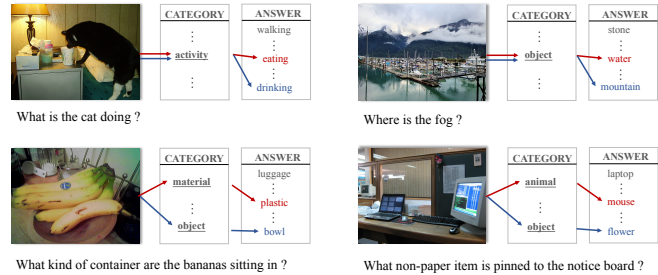 CATEGORY
⋮
activity
⋮
ANSWER
walking
⋮
eating
⋮
drinking
What is the cat doing ?
CATEGORY
⋮
object
⋮
ANSWER
stone
⋮
water
⋮
mountain
Where is the fog ?
CATEGORY
material
⋮
object
ANSWER
luggage
⋮
plastic
⋮
bowl
What kind of container are the bananas sitting in ?
CATEGORY
animal
⋮
object
ANSWER
laptop
⋮
mouse
⋮
flower
What non-paper item is pinned to the notice board ?